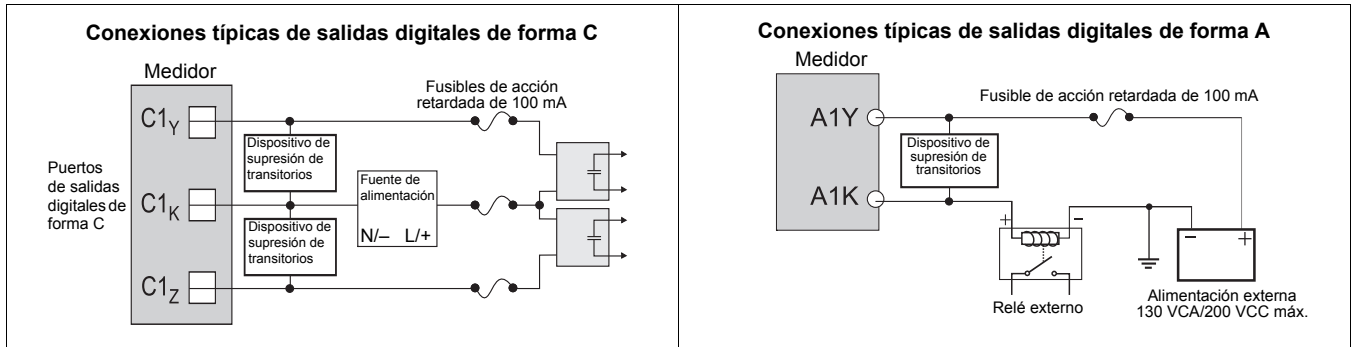 Conexiones típicas de salidas digitales de forma C
Medidor
Fusibles de acción
retardada de 100 mA
C1Y
Dispositivo de
supresión de
transitorios
Puertos
de salidas
digitales de
forma C
C1K
Fuente de
alimentación
N/– L/+
Dispositivo de
supresión de
transitorios
C1Z
Conexiones típicas de salidas digitales de forma A
Medidor
Fusible de acción retardada de 100 mA
A1Y
Dispositivo de
supresión de
transitorios
A1K
+ –
– +
Relé externo
Alimentación externa
130 VCA/200 VCC máx.